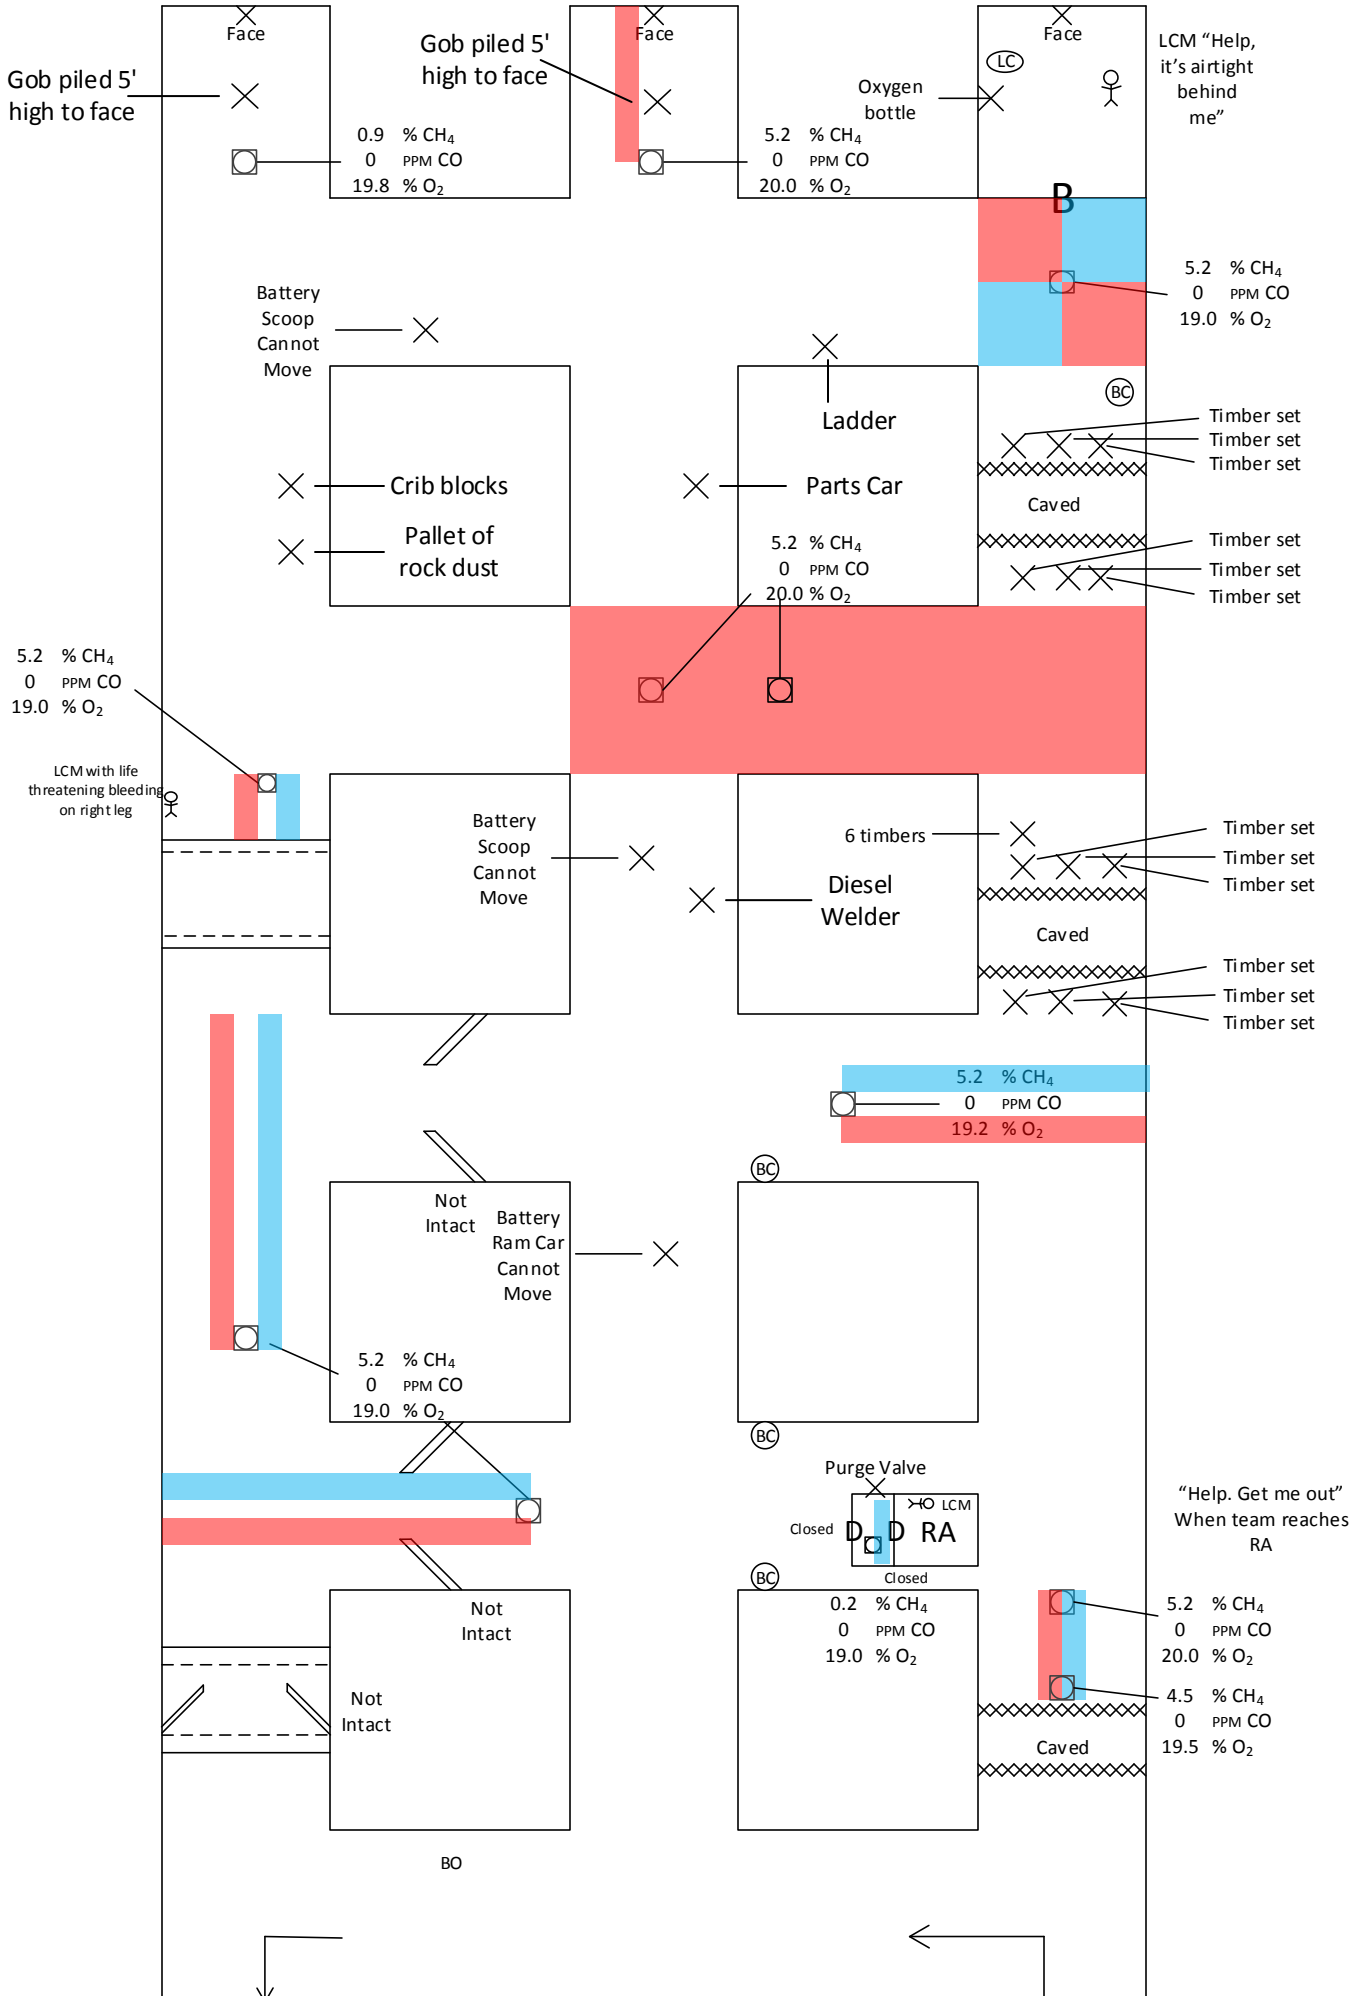 Face
Face
Face
Gob piled 5'
high to face
Gob piled 5'
high to face
LC
Oxygen
bottle
LCM “Help,
it's airtight
behind
me”
0.9 % CH₄
0 PPM CO
19.8 % O₂
5.2 % CH₄
0 PPM CO
20.0 % O₂
B
5.2 % CH₄
0 PPM CO
19.0 % O₂
Battery
Scoop
Cannot
Move
BC
Ladder
Timber set
Timber set
Timber set
Crib blocks
Parts Car
Caved
Pallet of
rock dust
5.2 % CH₄
0 PPM CO
20.0 % O₂
Timber set
Timber set
Timber set
5.2 % CH₄
0 PPM CO
19.0 % O₂
LCM with life
threatening bleeding
on right leg
Battery
Scoop
Cannot
Move
6 timbers
Diesel
Welder
Timber set
Timber set
Timber set
Caved
Timber set
Timber set
Timber set
5.2 % CH₄
0 PPM CO
19.2 % O₂
BC
Not
Intact
Battery
Ram Car
Cannot
Move
5.2 % CH₄
0 PPM CO
19.0 % O₂
BC
Purge Valve
LCM
Closed
D D RA
Closed
“Help. Get me out”
When team reaches
RA
BC
Not
Intact
0.2 % CH₄
0 PPM CO
19.0 % O₂
5.2 % CH₄
0 PPM CO
20.0 % O₂
Not
Intact
4.5 % CH₄
0 PPM CO
19.5 % O₂
Caved
BO